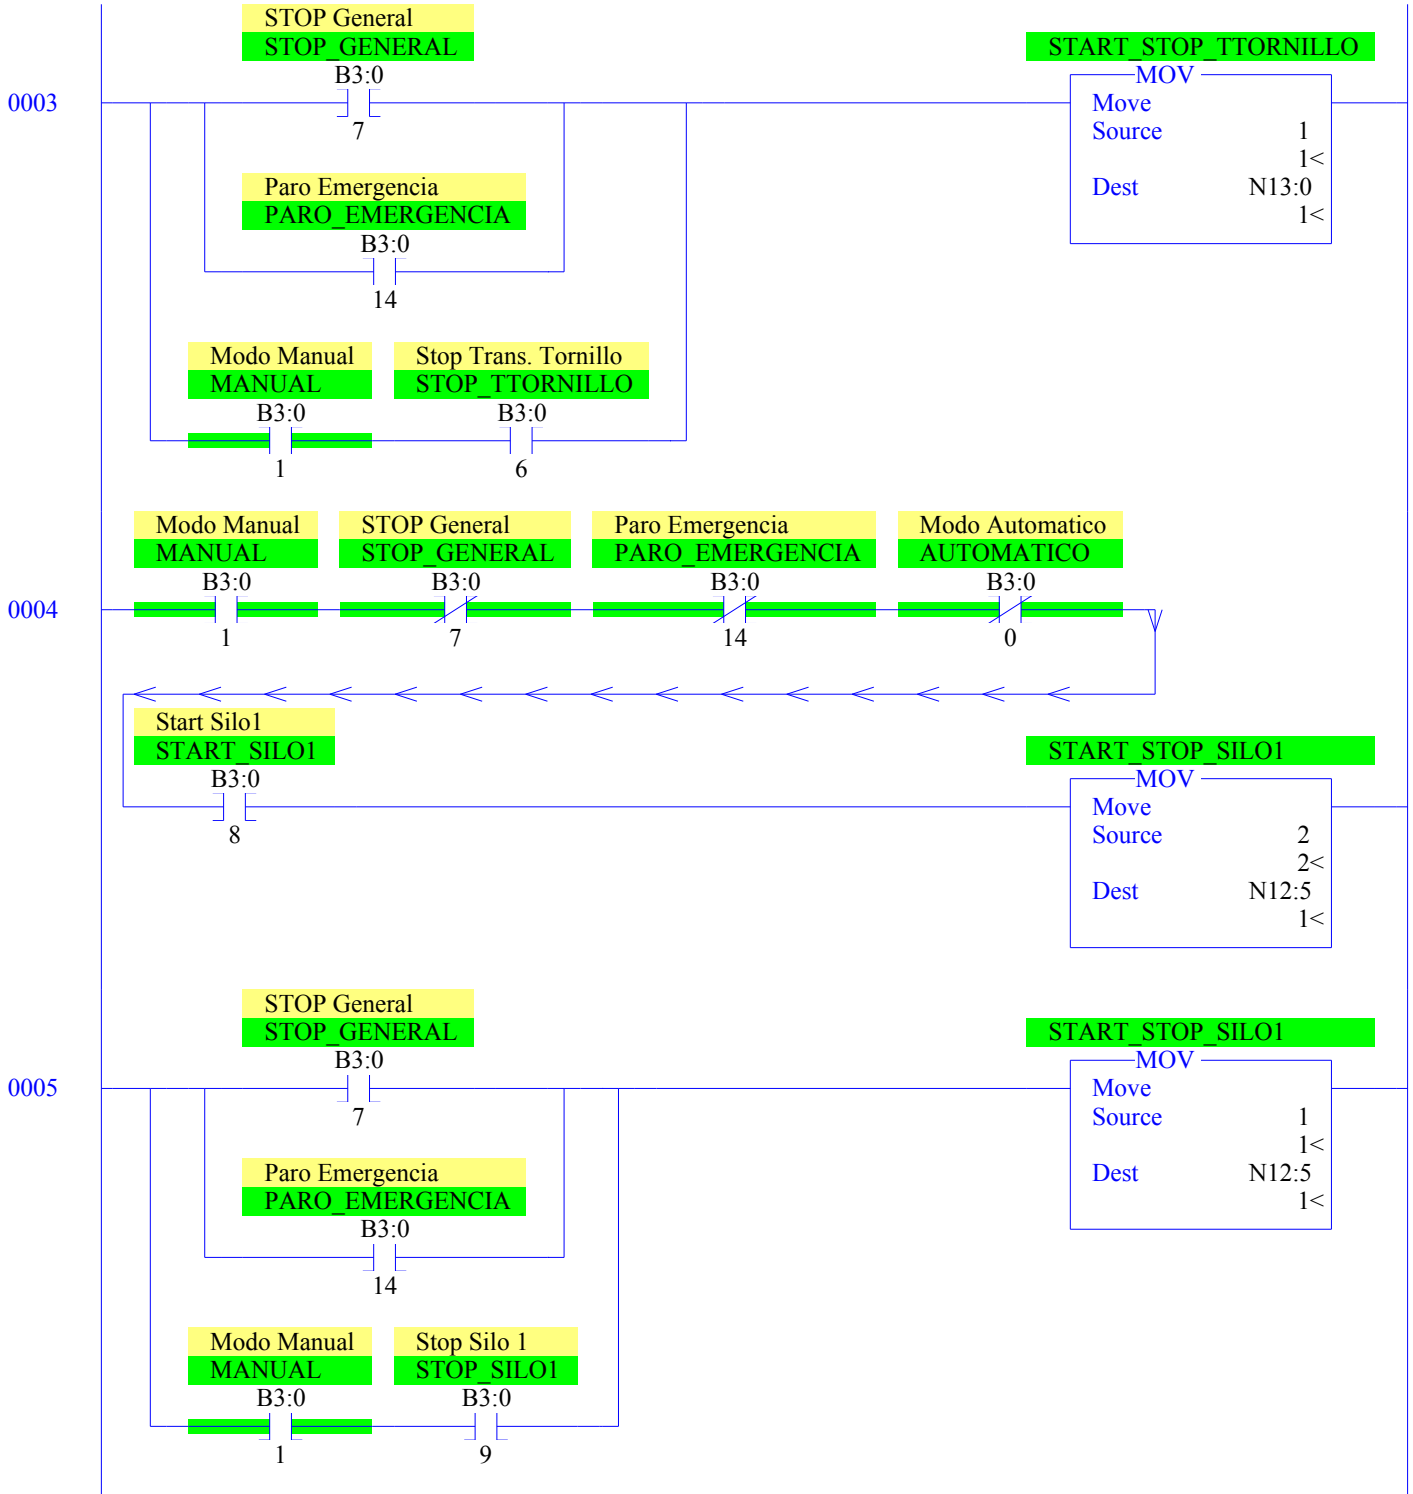 STOP General
STOP_GENERAL
B3:0
7
START_STOP_TTORNILLO
MOV
0003
Move
Source 1
1<
Dest N13:0
1<
Paro Emergencia
PARO_EMERGENCIA
B3:0
14
Modo Manual Stop Trans. Tornillo
MANUAL STOP_TTORNILLO
B3:0 B3:0
1 6
Modo Manual STOP General Paro Emergencia Modo Automatico
MANUAL STOP_GENERAL PARO_EMERGENCIA AUTOMATICO
B3:0 B3:0 B3:0 B3:0
0004
1 7 14 0
Start Silo1
START_SILO1
B3:0
8
START_STOP_SILO1
MOV
Move
Source 2
2<
Dest N12:5
1<
STOP General
STOP_GENERAL
B3:0
7
START_STOP_SILO1
MOV
0005
Move
Source 1
1<
Dest N12:5
1<
Paro Emergencia
PARO_EMERGENCIA
B3:0
14
Modo Manual Stop Silo 1
MANUAL STOP_SILO1
B3:0 B3:0
1 9